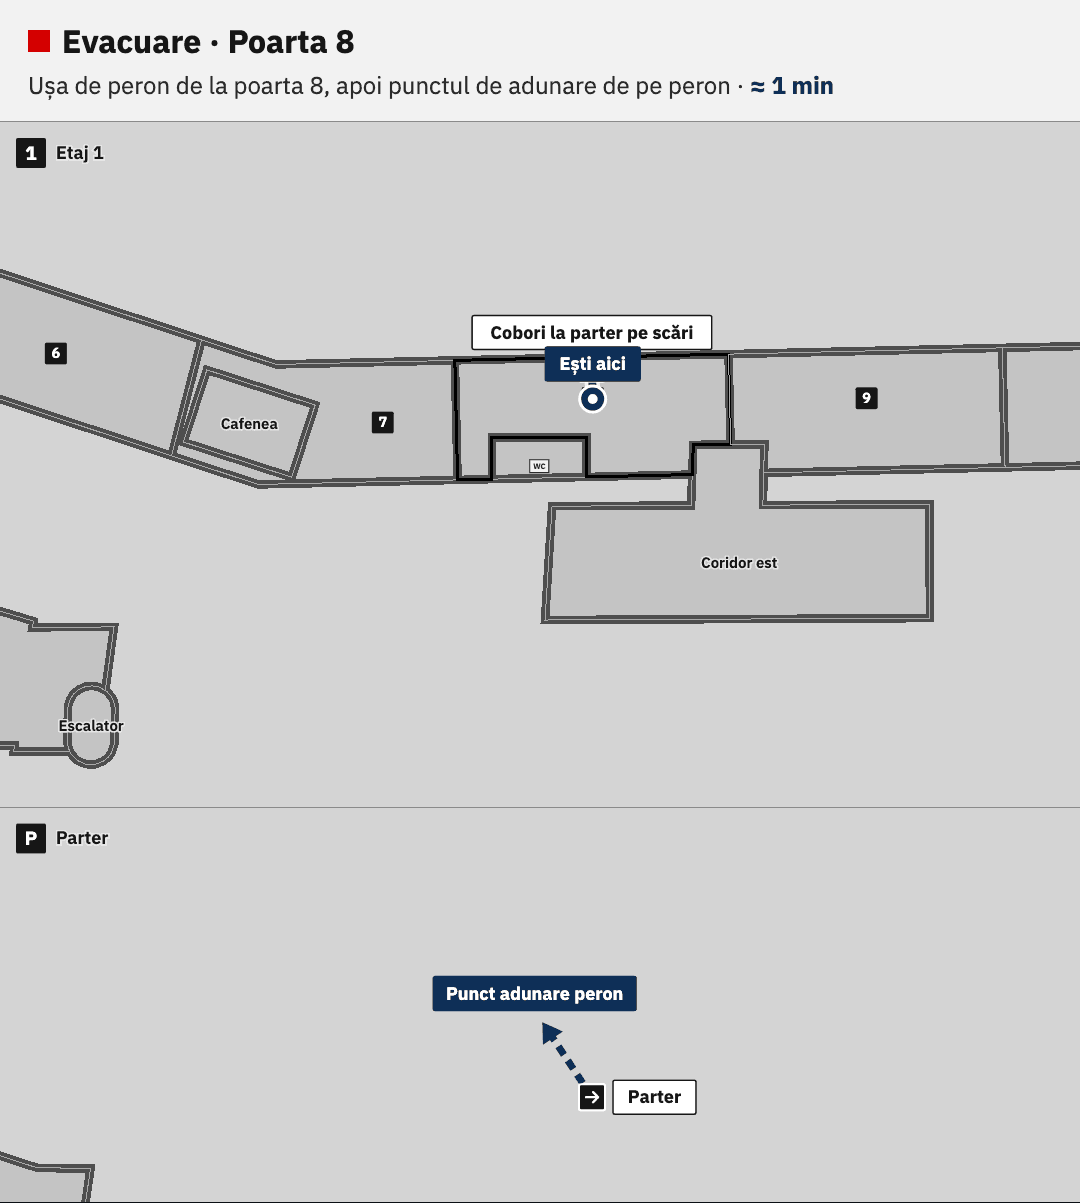 Evacuare · Poarta 8
Ușa de peron de la poarta 8, apoi punctul de adunare de pe peron · ≈ 1 min
1 Etaj 1
Cobori la parter pe scări
Ești aici
6
Cafenea
7
9
WC
Coridor est
Escalator
P Parter
Punct adunare peron
→ Parter